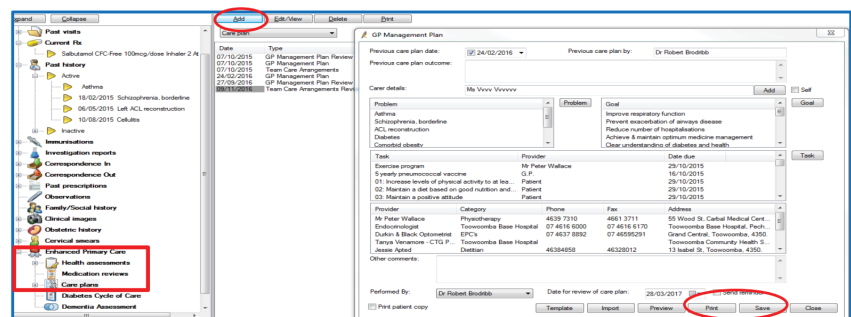 xpand Collapse
Add Edit/View Delete Print
Past visits
Current Rx
Salbutamol CFC-Free 100mcg/dose Inhaler 2 At
Past history
Active
Asthma
18/02/2015 Schizophrenia, borderline
06/05/2015 Left ACL reconstruction
10/08/2015 Cellulitis
Inactive
Immunisations
Investigation reports
Correspondence In
Correspondence Out
Past prescriptions
Observations
Family/Social history
Clinical images
Obstetric history
Cervical smears
Enhanced Primary Care
Health assessments
Medication reviews
Care plans
Diabetes Cycle of Care
Dementia Assessment
Care plan
Date Type
07/10/2015 GP Management Plan Review
07/10/2015 GP Management Plan
07/10/2015 Team Care Arrangements
24/02/2016 GP Management Plan
27/09/2016 GP Management Plan Review
09/11/2016 Team Care Arrangements Revi
GP Management Plan
Previous care plan date: 24/02/2016 Previous care plan by: Dr Robert Brodribb
Previous care plan outcome:
Carer details: Ms Vvvv Vvvvvv Add Self
Problem Problem Goal Goal
Asthma Improve respiratory function
Schizophrenia, borderline Prevent exacerbation of airways disease
ACL reconstruction Reduce number of hospitalisations
Diabetes Achieve & maintain optimum medicine management
Comorbid obesity Clear understanding of diabetes and health
Task Provider Date due Task
Exercise program Mr Peter Wallace 29/10/2015
5 yearly pneumococcal vaccine G.P. 16/10/2015
01: Increase levels of physical activity to at lea... Patient 29/10/2015
02: Maintain a diet based on good nutrition and... Patient 29/10/2015
03: Maintain a positive attitude Patient 29/10/2015
Provider Category Phone Fax Address
Mr Peter Wallace Physiotherapy 4639 7310 4661 3711 55 Wood St. Carbal Medical Cent...
Endocrinologist Toowoomba Base Hospital 07 4616 6000 07 4616 6170 Toowoomba Base Hospital, Pech...
Durkin & Black Optometrist EPC's 07 4637 8892 07 46595291 Grand Central, Toowoomba, 4350.
Tanya Venamore - CTG P... Toowoomba Base Hospital Toowoomba Community Health S...
Jessie Apted Dietitian 46384858 46328012 13 Isabel St, Toowoomba, 4350.
Other comments:
Performed By: Dr Robert Brodribb Date for review of care plan: 28/03/2017 Send reminder
Print patient copy Template Import Preview Print Save Close